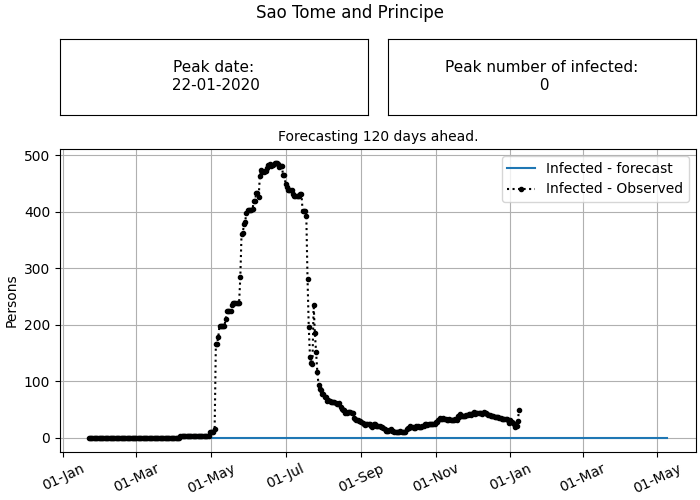 Sao Tome and Principe
Peak date:
22-01-2020
Peak number of infected:
0
Forecasting 120 days ahead.
Infected - forecast
Infected - Observed
Persons
500
400
300
200
100
0
01-Jan
01-Mar
01-May
01-Jul
01-Sep
01-Nov
01-Jan
01-Mar
01-May